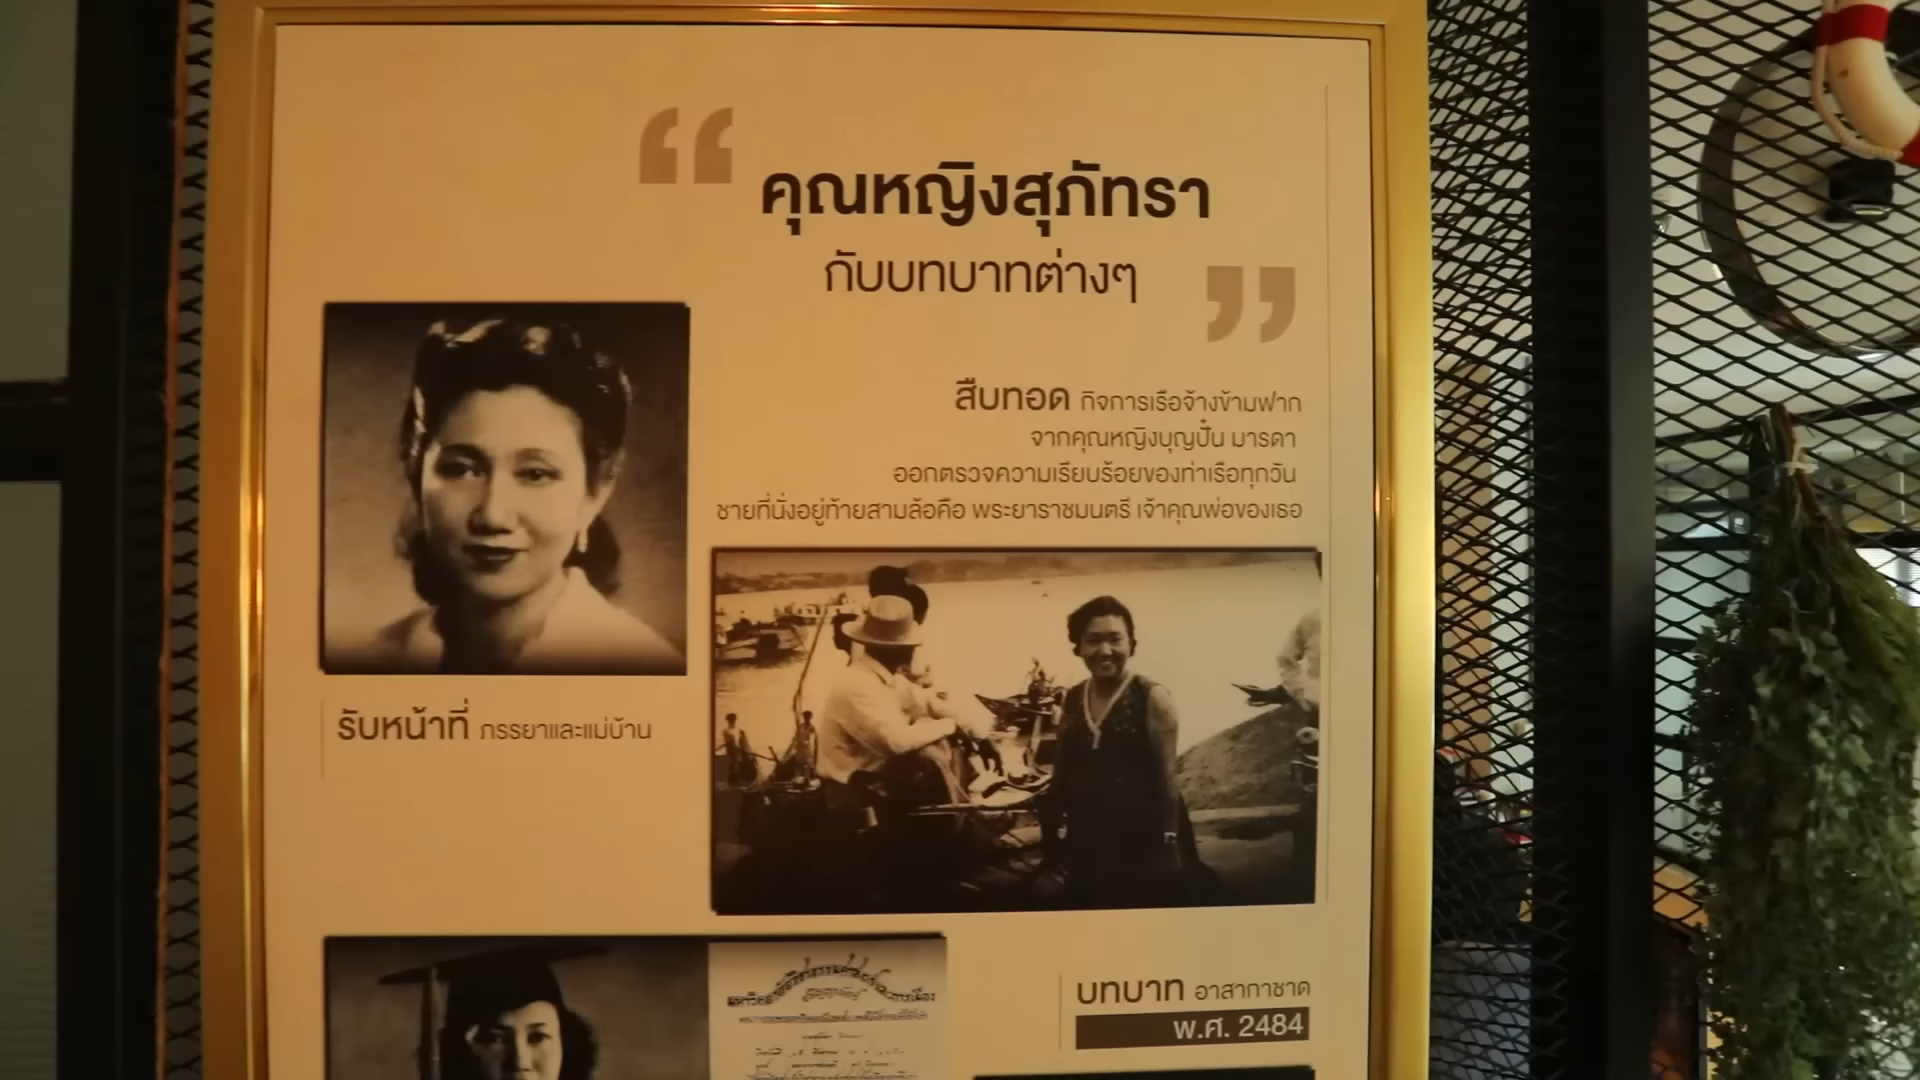 “ คุณหญิงสุภัทรา
กับบทบาทต่างๆ ”
สืบทอด กิจการเรือจ้างข้ามฟาก
จากคุณหญิงบุญปั๋น มารดา
ออกตรวจความเรียบร้อยของท่าเรือทุกวัน
ชายที่นั่งอยู่ท้ายสามล้อคือ พระยาราชมนตรี เจ้าคุณพ่อของเธอ
รับหน้าที่ ภรรยาและแม่บ้าน
บทบาท อาสากาชาด
พ.ศ. 2484